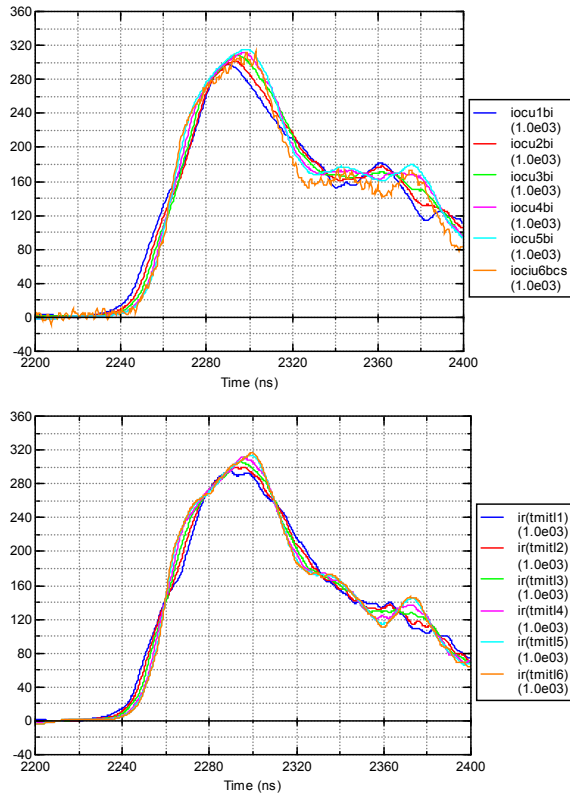 360
320
280
240
200
160
120
80
40
0
-40
2200 2240 2280 2320 2360 2400
Time (ns)
iocu1bi
(1.0e03)
iocu2bi
(1.0e03)
iocu3bi
(1.0e03)
iocu4bi
(1.0e03)
iocu5bi
(1.0e03)
iociu6bcs
(1.0e03)
360
320
280
240
200
160
120
80
40
0
-40
2200 2240 2280 2320 2360 2400
Time (ns)
ir(tmitl1)
(1.0e03)
ir(tmitl2)
(1.0e03)
ir(tmitl3)
(1.0e03)
ir(tmitl4)
(1.0e03)
ir(tmitl5)
(1.0e03)
ir(tmitl6)
(1.0e03)